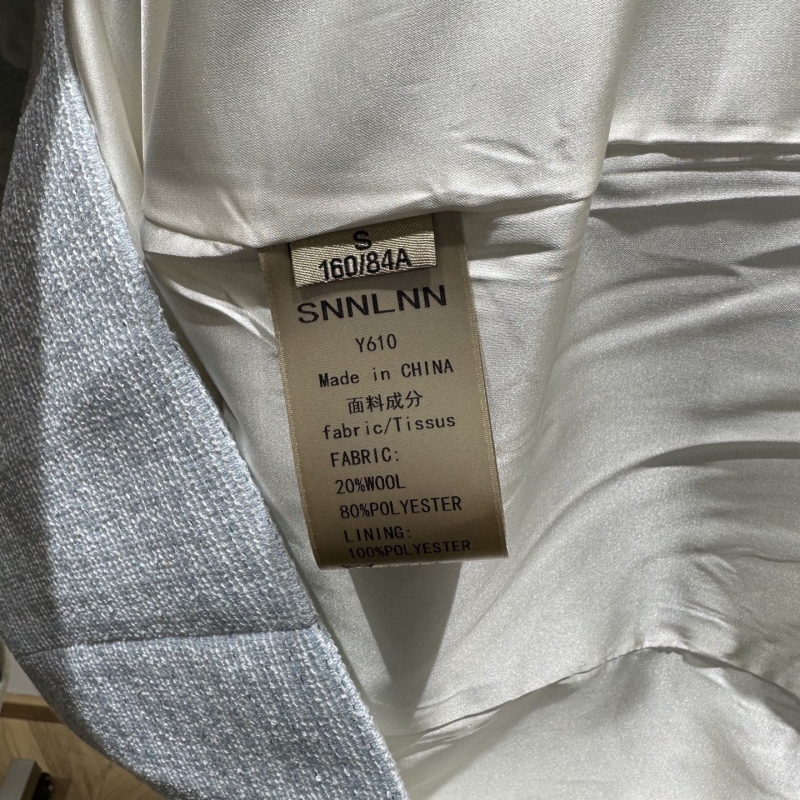 S
160/84A
SNNLNN
Y610
Made in CHINA
面料成分
fabric/Tissus
FABRIC:
20%WOOL
80%POLYESTER
LINING:
100%POLYESTER